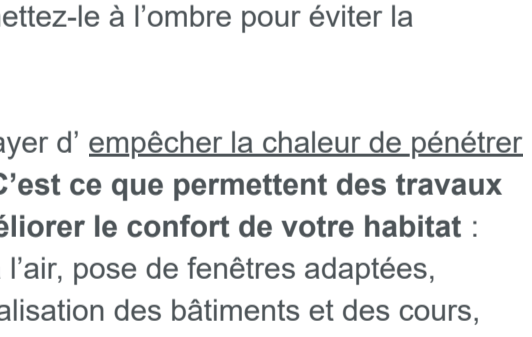 mettez-le à l’ombre pour éviter la
ayer d’ empêcher la chaleur de pénétrer
C’est ce que permettent des travaux
éliorer le confort de votre habitat :
l’air, pose de fenêtres adaptées,
alisation des bâtiments et des cours,